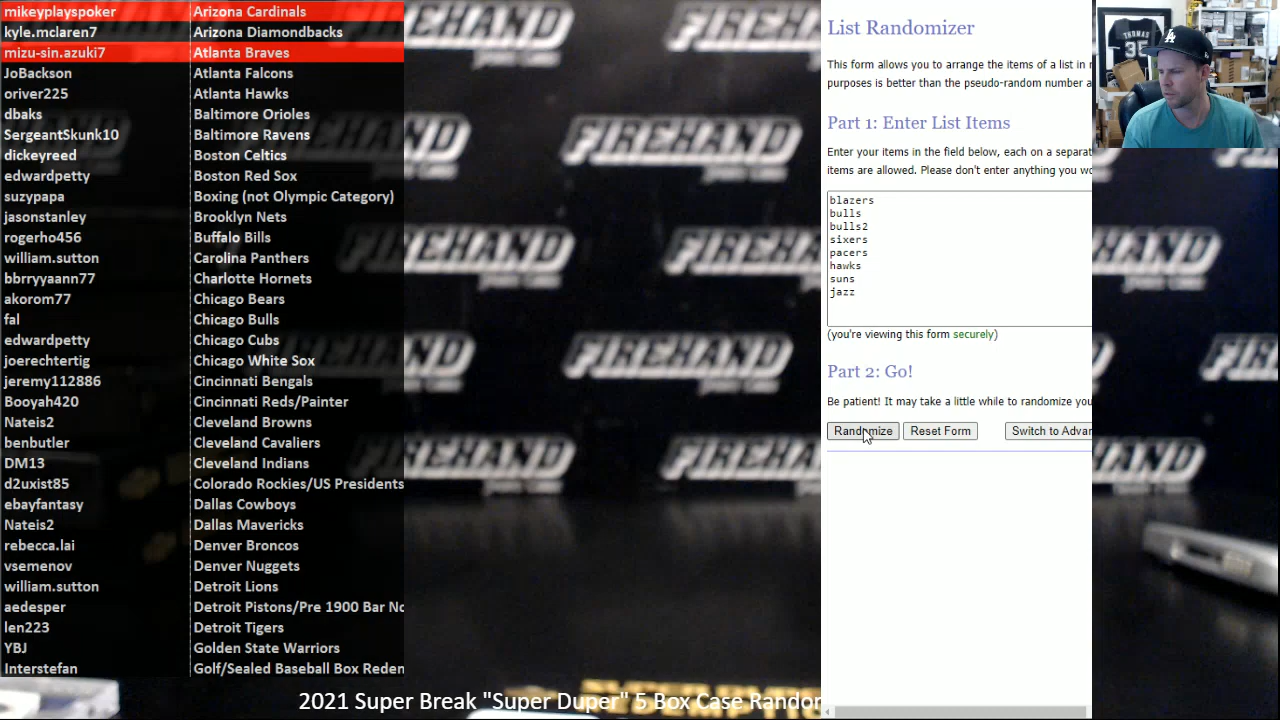 mikeyplayspoker Arizona Cardinals
kyle.mclaren7 Arizona Diamondbacks
mizu-sin.azuki7 Atlanta Braves
JoBackson Atlanta Falcons
oriver225 Atlanta Hawks
dbaks Baltimore Orioles
SergeantSkunk10 Baltimore Ravens
dickeyreed Boston Celtics
edwardpetty Boston Red Sox
suzypapa Boxing (not Olympic Category)
jasonstanley Brooklyn Nets
rogerho456 Buffalo Bills
william.sutton Carolina Panthers
bbrryyaann77 Charlotte Hornets
akorom77 Chicago Bears
fal Chicago Bulls
edwardpetty Chicago Cubs
joerechtertig Chicago White Sox
jeremy112886 Cincinnati Bengals
Booyah420 Cincinnati Reds/Painter
Nateis2 Cleveland Browns
benbutler Cleveland Cavaliers
DM13 Cleveland Indians
d2uxist85 Colorado Rockies/US Presidents
ebayfantasy Dallas Cowboys
Nateis2 Dallas Mavericks
rebecca.lai Denver Broncos
vsemenov Denver Nuggets
william.sutton Detroit Lions
aedesper Detroit Pistons/Pre 1900 Bar No
len223 Detroit Tigers
YBJ Golden State Warriors
Interstefan Golf/Sealed Baseball Box Reden
2021 Super Break "Super Duper" 5 Box Case Randor
FIREHAND
FIREHAND
FIREHAND
FIREHAND
List Randomizer
This form allows you to arrange the items of a list in r
purposes is better than the pseudo-random number a
Part 1: Enter List Items
Enter your items in the field below, each on a separat
items are allowed. Please don't enter anything you wo
blazers
bulls
bulls2
sixers
pacers
hawks
suns
jazz
(you're viewing this form securely)
Part 2: Go!
Be patient! It may take a little while to randomize you
Randomize Reset Form Switch to Advan
THOMAS
35
LA